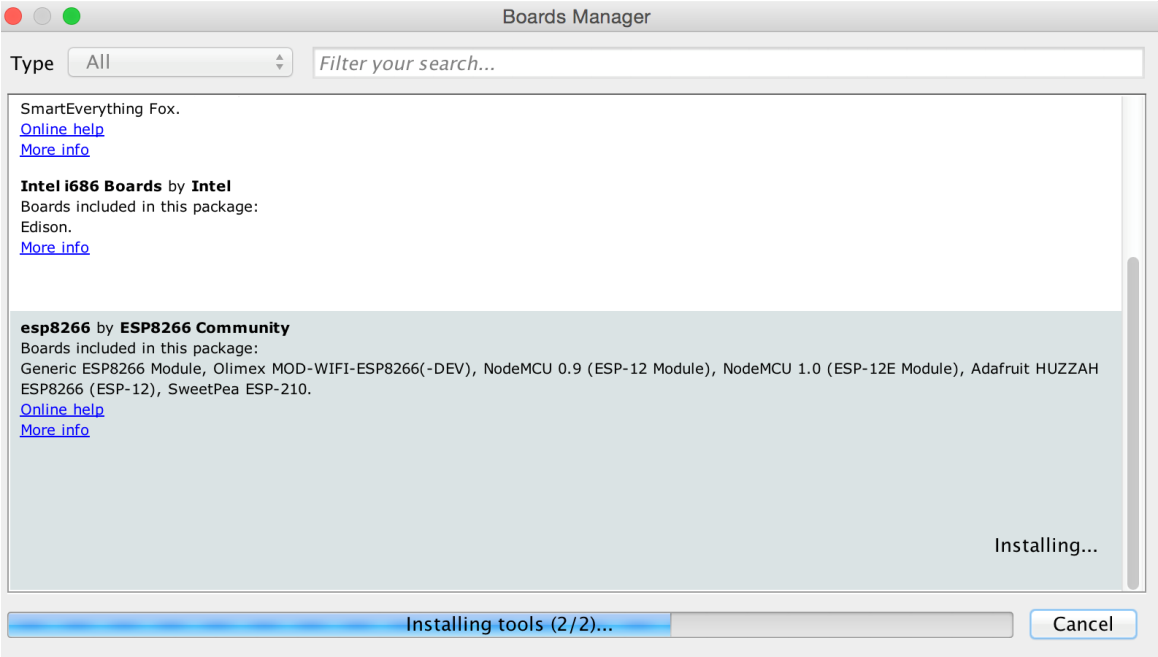 Boards Manager
Type All Filter your search...
SmartEverything Fox.
Online help
More info
Intel i686 Boards by Intel
Boards included in this package:
Edison.
More info
esp8266 by ESP8266 Community
Boards included in this package:
Generic ESP8266 Module, Olimex MOD-WIFI-ESP8266(-DEV), NodeMCU 0.9 (ESP-12 Module), NodeMCU 1.0 (ESP-12E Module), Adafruit HUZZAH
ESP8266 (ESP-12), SweetPea ESP-210.
Online help
More info
Installing...
Installing tools (2/2)... Cancel